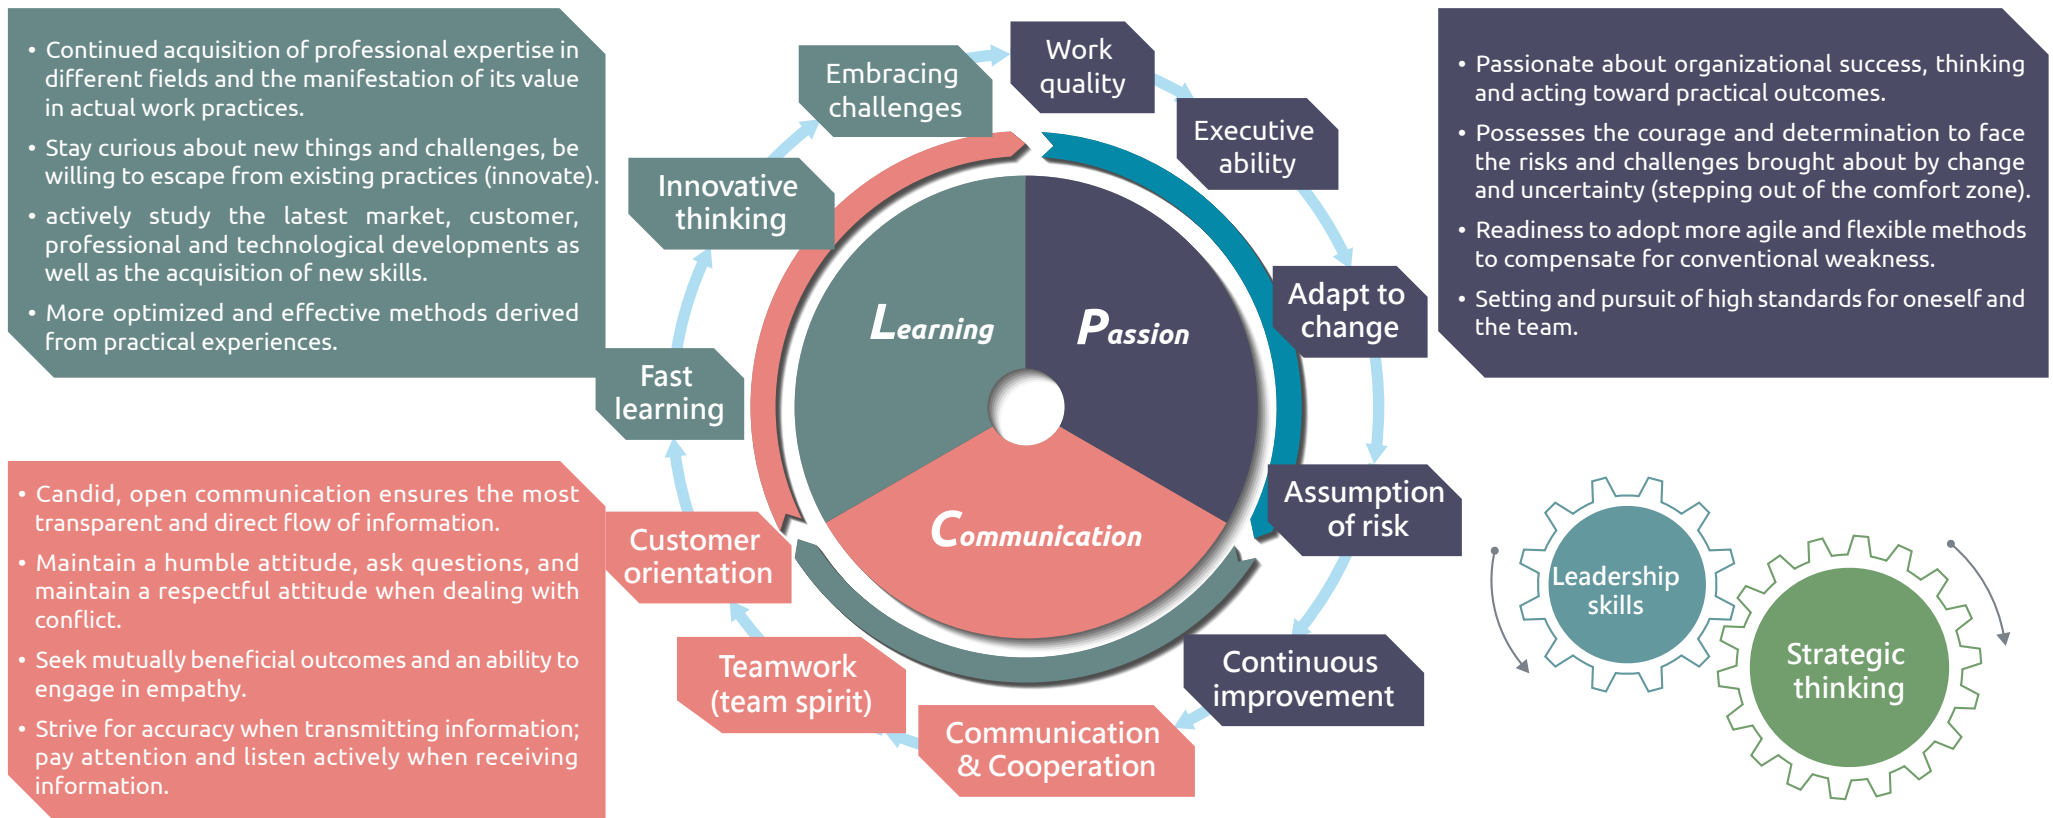 • Continued acquisition of professional expertise in
different fields and the manifestation of its value
in actual work practices.
• Stay curious about new things and challenges, be
willing to escape from existing practices (innovate).
• actively study the latest market, customer,
professional and technological developments as
well as the acquisition of new skills.
• More optimized and effective methods derived
from practical experiences.
• Candid, open communication ensures the most
transparent and direct flow of information.
• Maintain a humble attitude, ask questions, and
maintain a respectful attitude when dealing with
conflict.
• Seek mutually beneficial outcomes and an ability to
engage in empathy.
• Strive for accuracy when transmitting information;
pay attention and listen actively when receiving
information.
Work
quality
Executive
ability
Adapt to
change
Assumption
of risk
Continuous
improvement
Communication
& Cooperation
Teamwork
(team spirit)
Customer
orientation
Fast
learning
Innovative
thinking
Embracing
challenges
Learning
Passion
Communication
• Passionate about organizational success, thinking
and acting toward practical outcomes.
• Possesses the courage and determination to face
the risks and challenges brought about by change
and uncertainty (stepping out of the comfort zone).
• Readiness to adopt more agile and flexible methods
to compensate for conventional weakness.
• Setting and pursuit of high standards for oneself and
the team.
Leadership
skills
Strategic
thinking